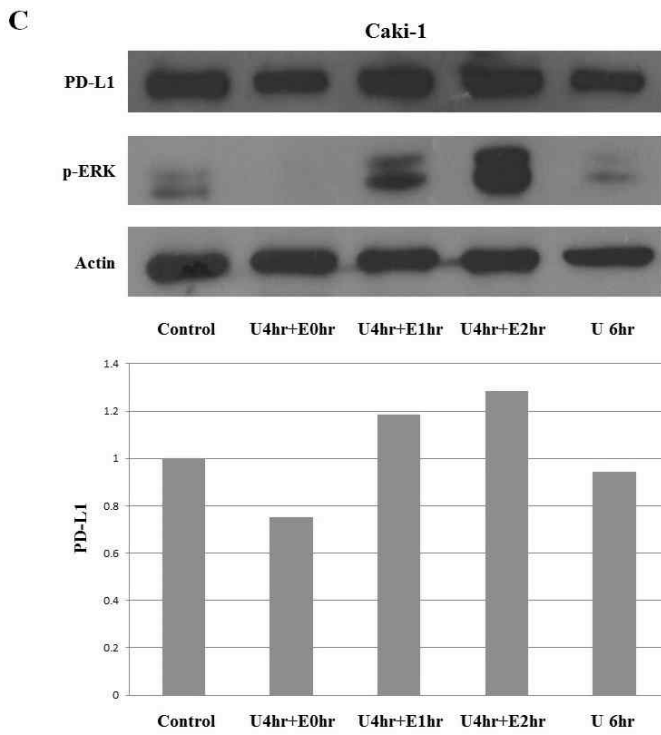 C
Caki-1
PD-L1
p-ERK
Actin
Control U4hr+E0hr U4hr+E1hr U4hr+E2hr U 6hr
1.4
1.2
1
0.8
0.6
0.4
0.2
0
PD-L1
Control U4hr+E0hr U4hr+E1hr U4hr+E2hr U 6hr